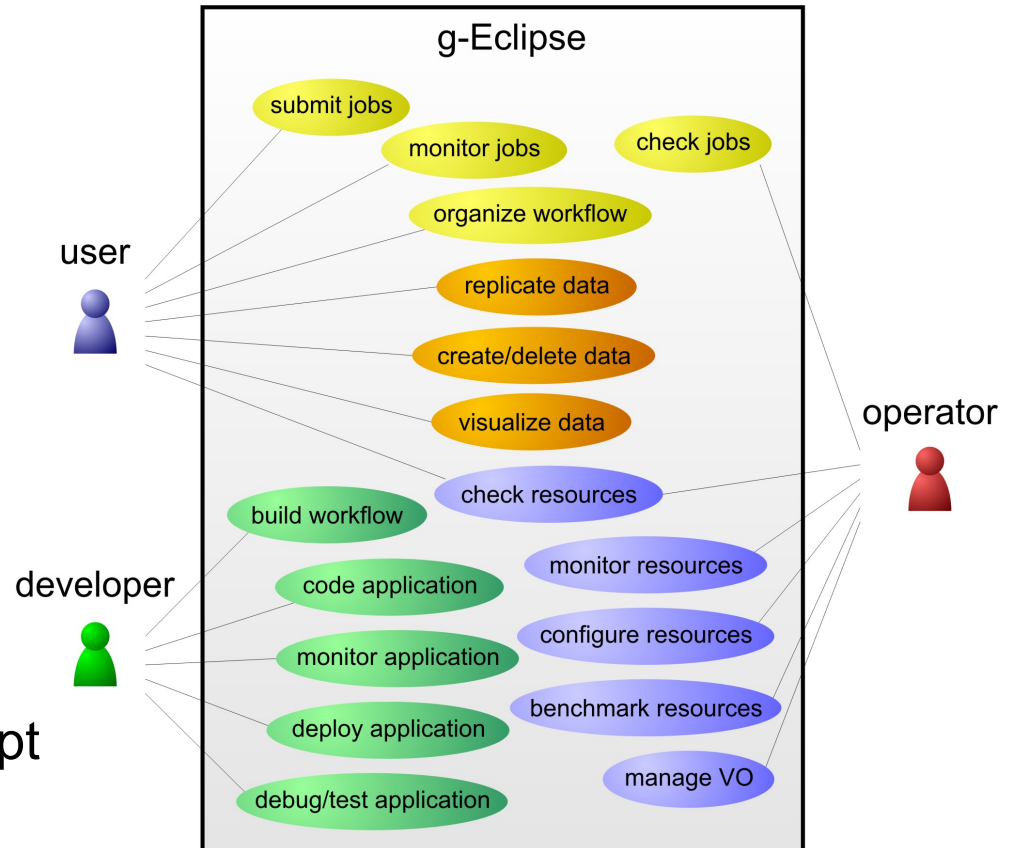 g-Eclipse
submit jobs
monitor jobs
check jobs
organize workflow
user
replicate data
create/delete data
visualize data
operator
check resources
build workflow
monitor resources
developer
code application
configure resources
monitor application
benchmark resources
deploy application
pt
manage VO
debug/test application